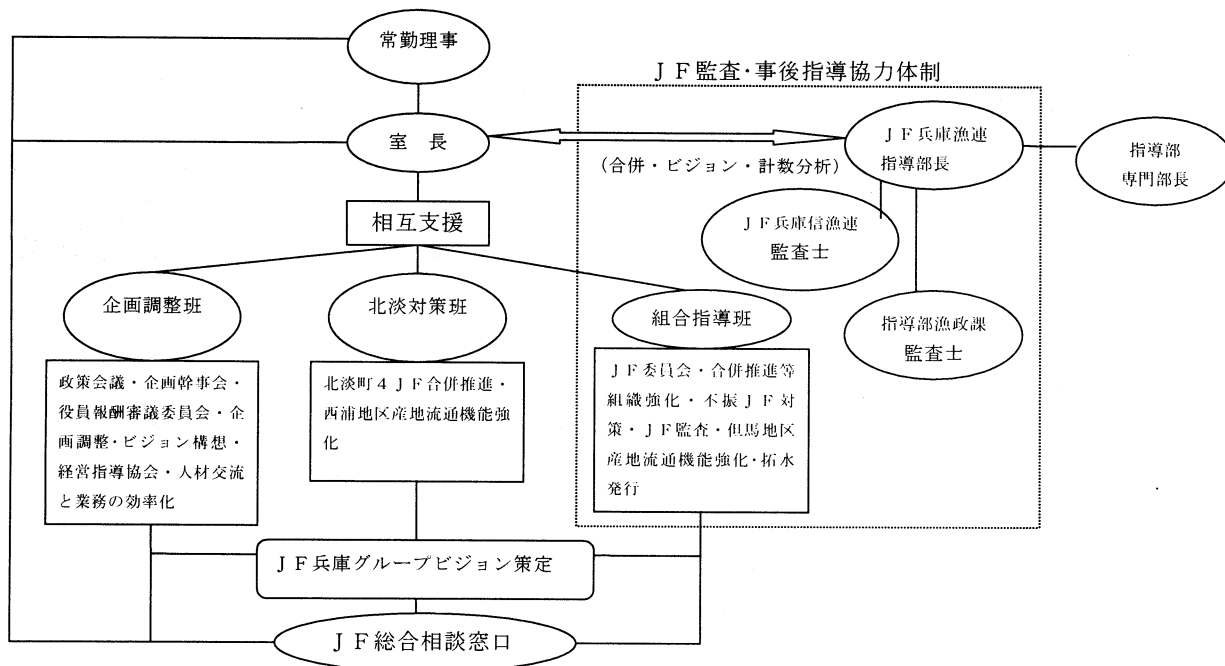 常勤理事
ＪＦ監査・事後指導協力体制
室　長
ＪＦ兵庫漁連
指導部長
（合併・ビジョン・計数分析）
指導部
専門部長
相互支援
ＪＦ兵庫信漁連
監査士
企画調整班
北淡対策班
組合指導班
指導部漁政課
監査士
政策会議・企画幹事会・
役員報酬審議委員会・企
画調整・ビジョン構想・
経営指導協会・人材交流
と業務の効率化
北淡町４ＪＦ合併推進・
西浦地区産地流通機能強
化
ＪＦ委員会・合併推進等
組織強化・不振ＪＦ対
策・ＪＦ監査・但馬地区
産地流通機能強化・拓水
発行
ＪＦ兵庫グループビジョン策定
ＪＦ総合相談窓口